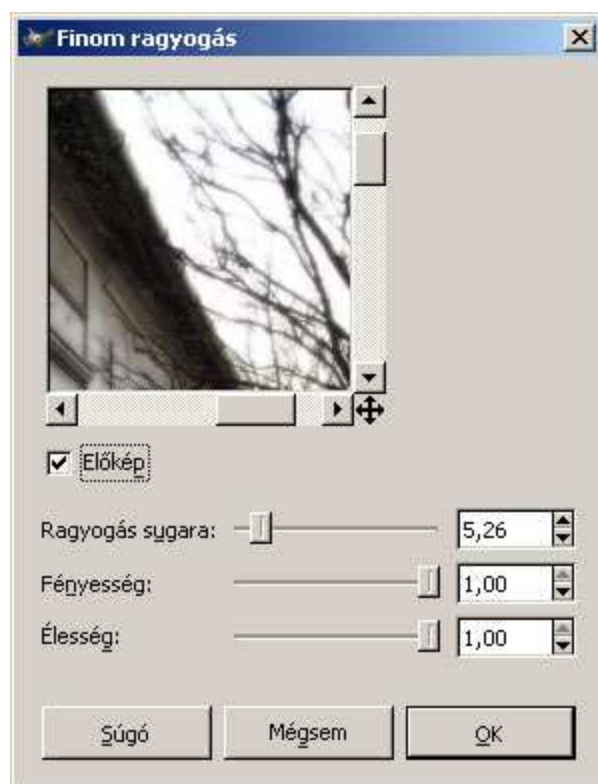 Finom ragyogás
Előkép
Ragyogás sugara: 5,26
Fényesség: 1,00
Élesség: 1,00
Súgó Mégsem OK